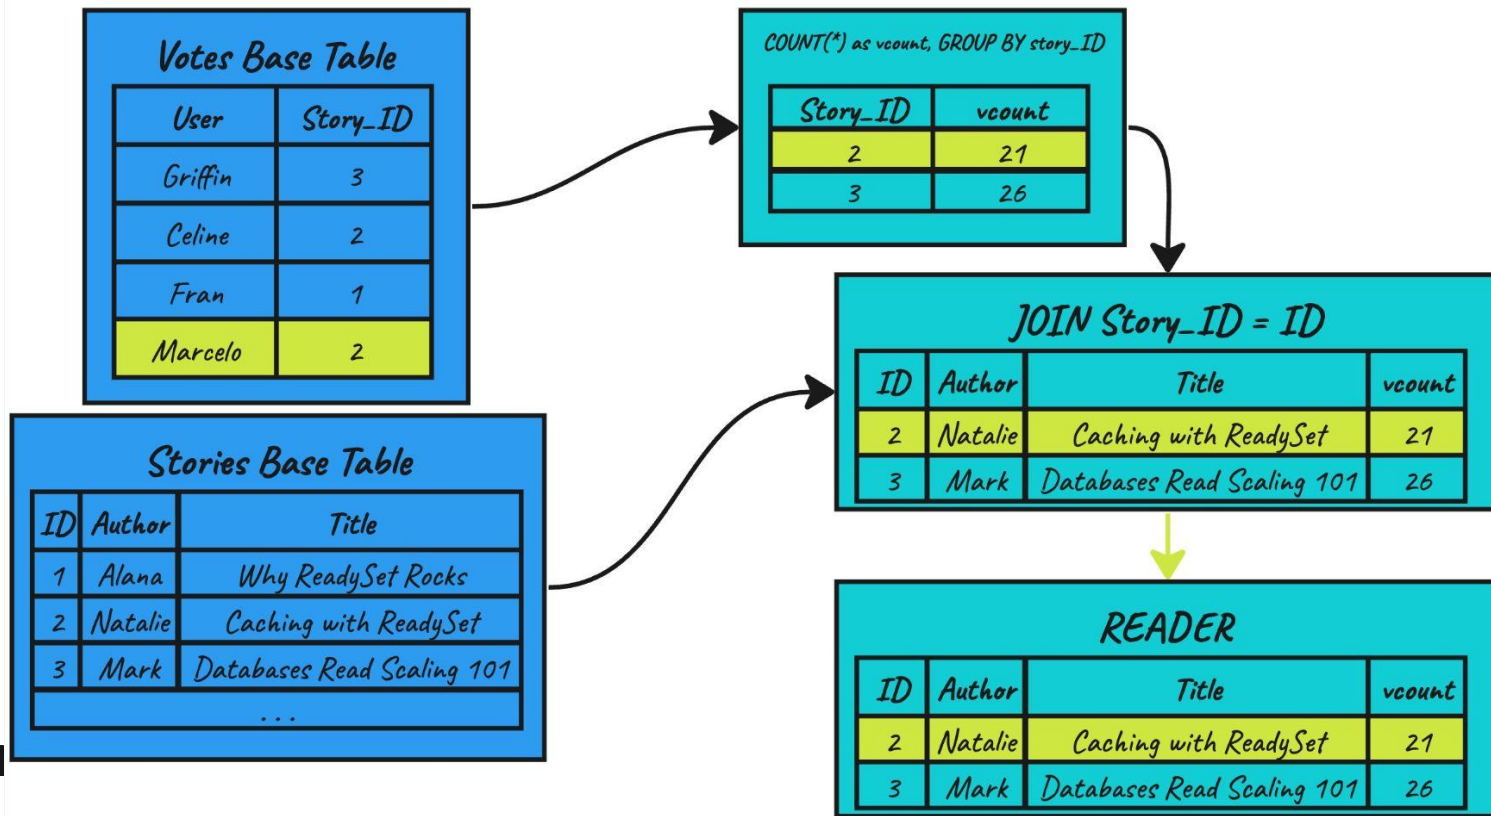 Votes Base Table
User Story_ID
Griffin 3
Celine 2
Fran 1
Marcelo 2
Stories Base Table
ID Author Title
1 Alana Why ReadySet Rocks
2 Natalie Caching with ReadySet
3 Mark Databases Read Scaling 101
...
COUNT(*) as vcount, GROUP BY story_ID
Story_ID vcount
2 21
3 26
JOIN Story_ID = ID
ID Author Title vcount
2 Natalie Caching with ReadySet 21
3 Mark Databases Read Scaling 101 26
READER
ID Author Title vcount
2 Natalie Caching with ReadySet 21
3 Mark Databases Read Scaling 101 26